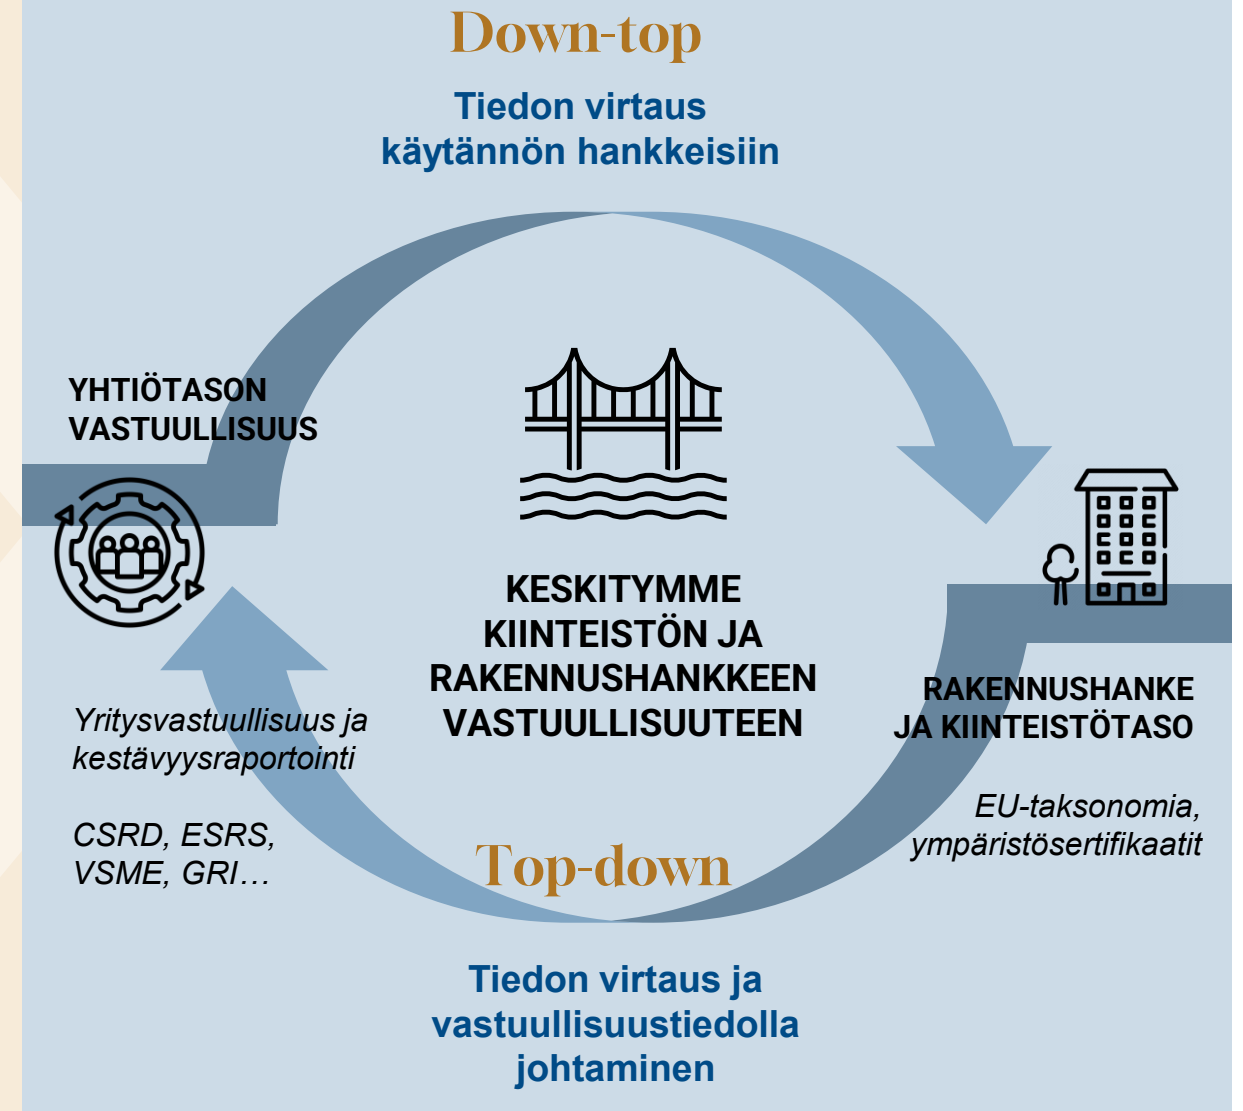 Down-top
Tiedon virtaus
käytännön hankkeisiin
YHTIÖTASON
VASTUULLISUUS
KESKITYMME
KIINTEISTÖN JA
RAKENNUSHANKKEEN
VASTUULLISUUTEEN
RAKENNUSHANKE
JA KIINTEISTÖTASO
Yritysvastuullisuus ja
kestävyysraportointi
CSRD, ESRS,
VSME, GRI…
EU-taksonomia,
ympäristösertifikaatit
Top-down
Tiedon virtaus ja
vastuullisuustiedolla
johtaminen